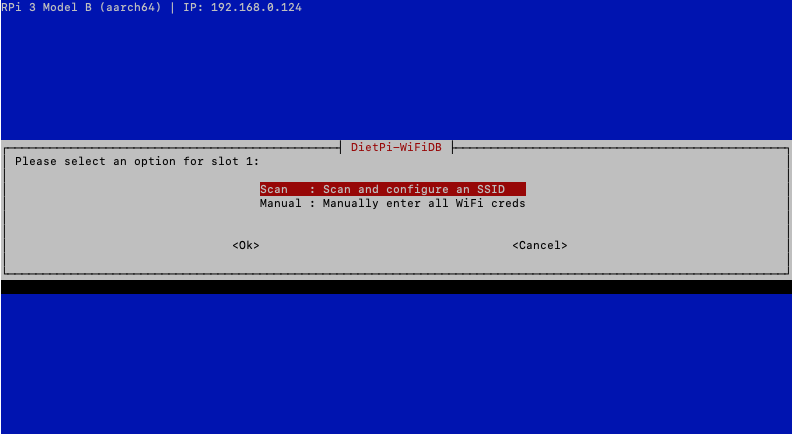 RPi 3 Model B (aarch64) | IP: 192.168.0.124
DietPi-WiFiDB
Please select an option for slot 1:
Scan : Scan and configure an SSID
Manual : Manually enter all WiFi creds
<Ok> <Cancel>